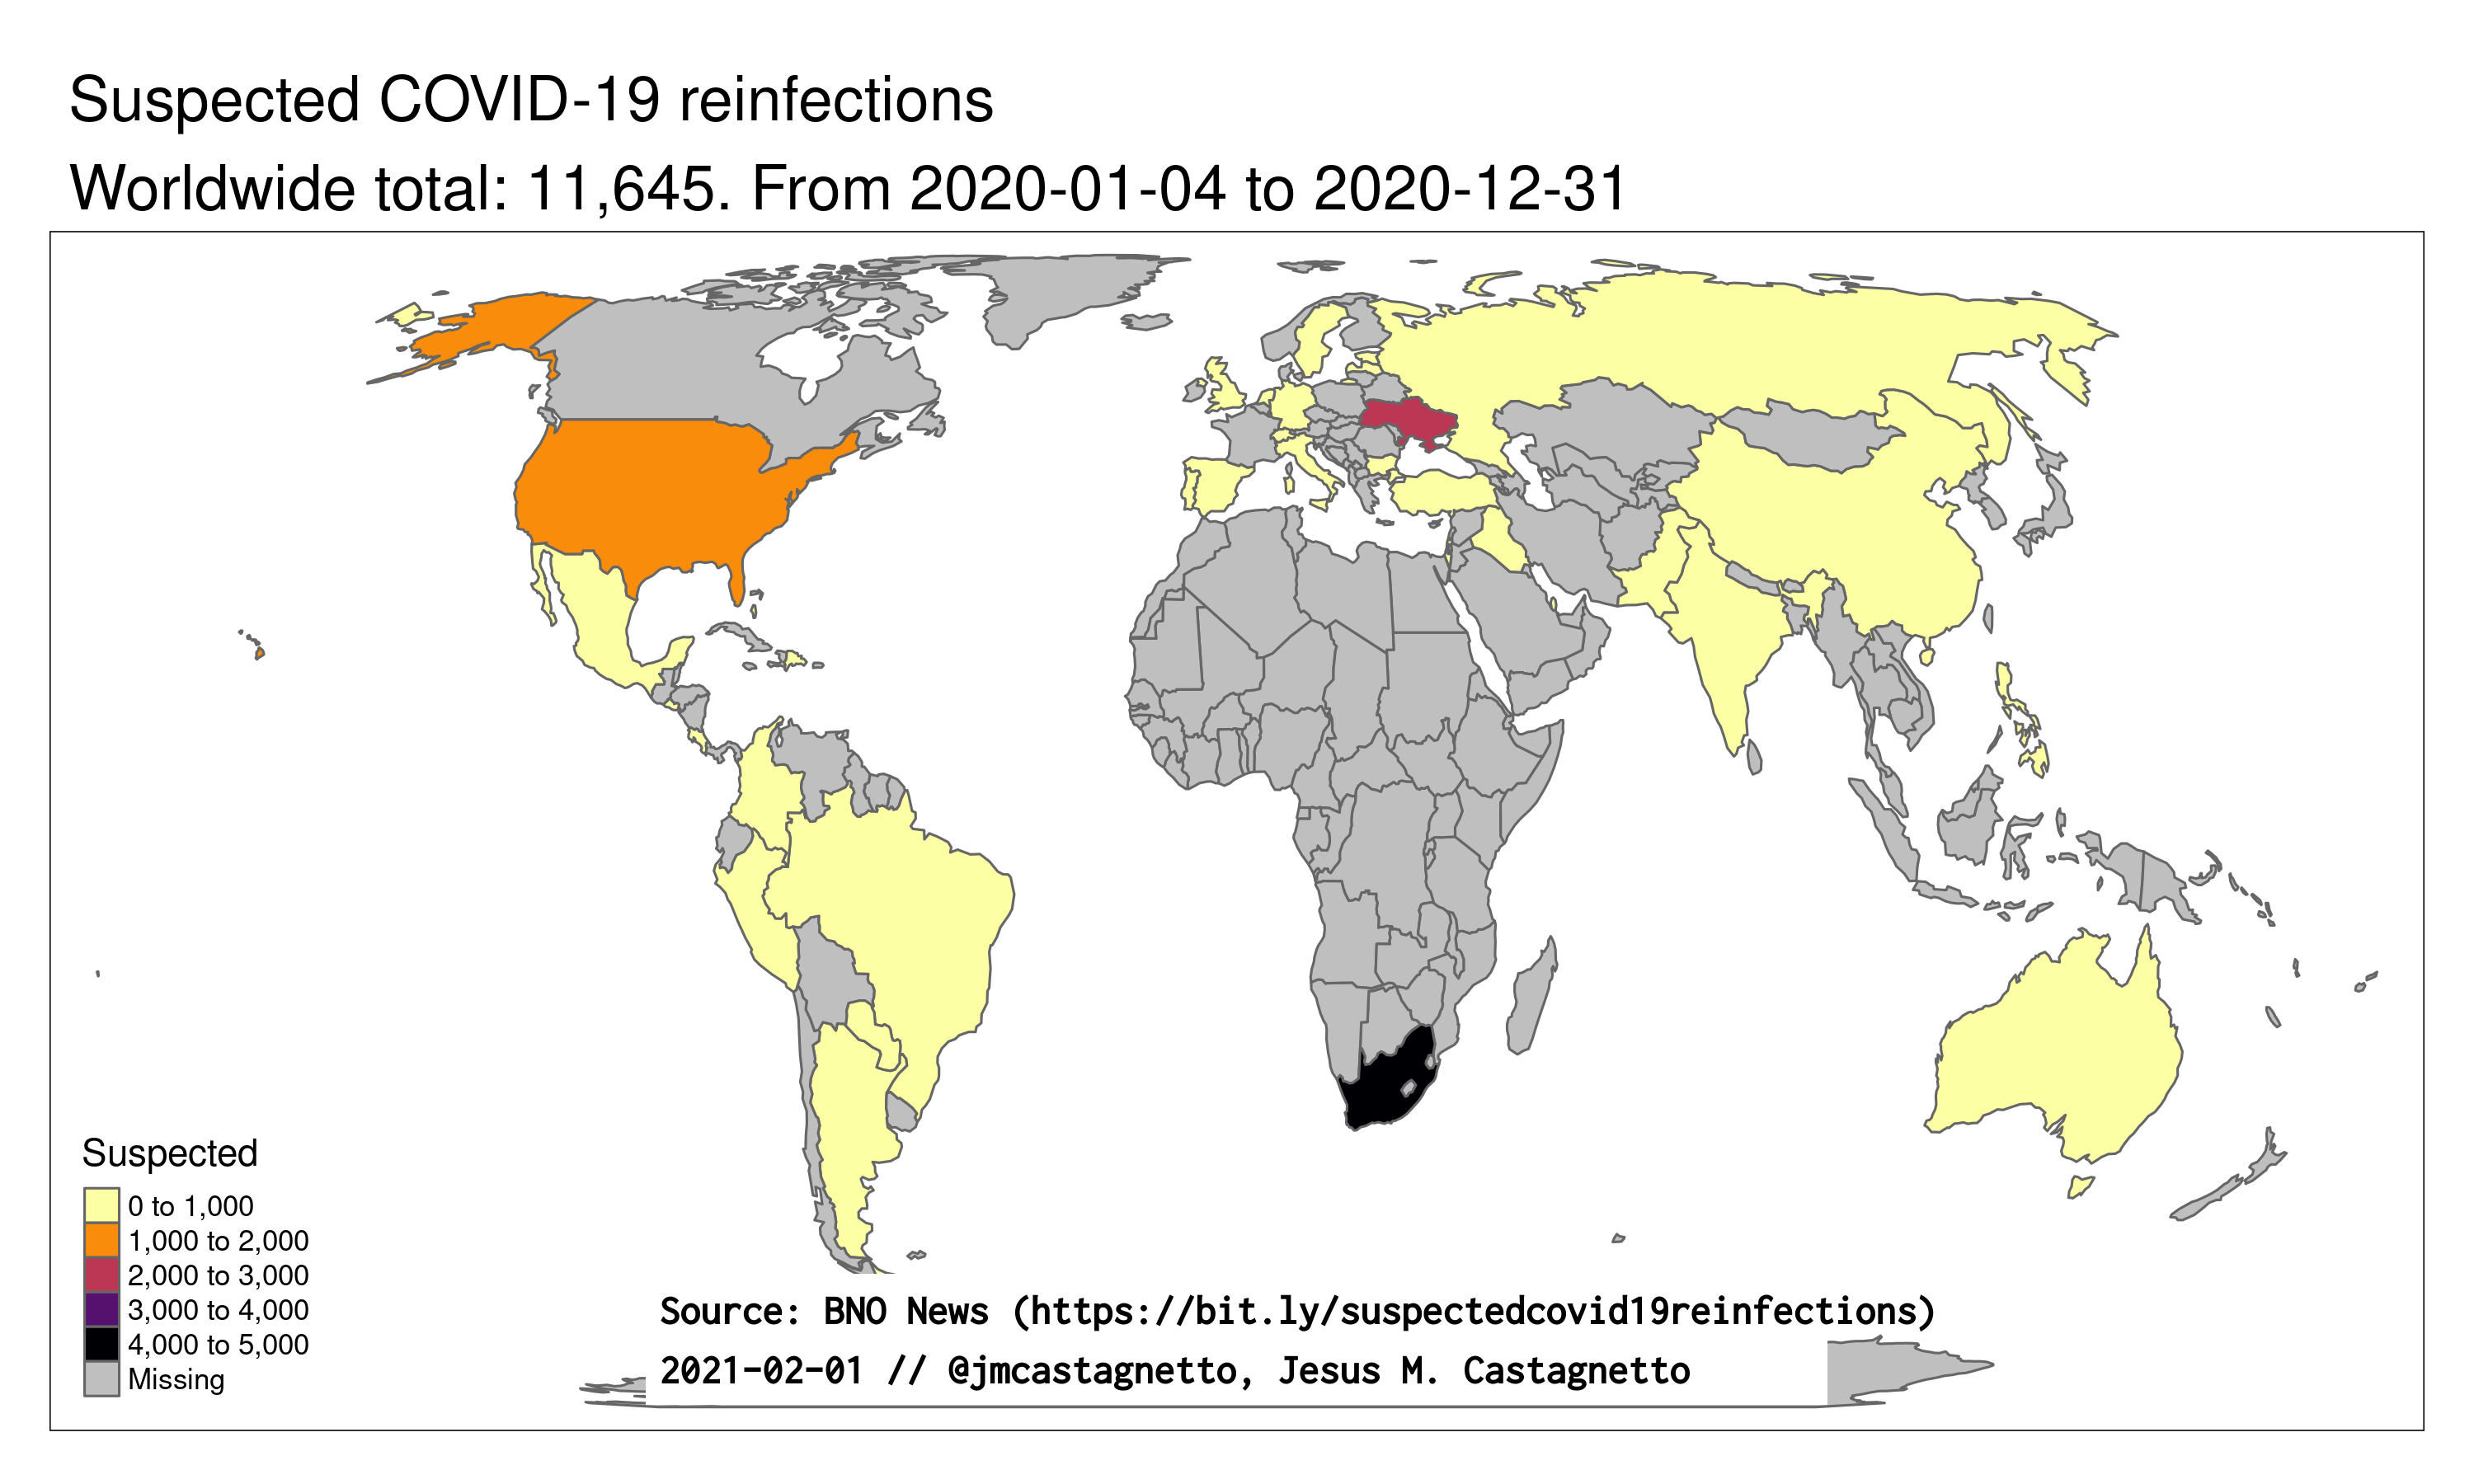 Suspected COVID-19 reinfections
Worldwide total: 11,645. From 2020-01-04 to 2020-12-31
Suspected
0 to 1,000
1,000 to 2,000
2,000 to 3,000
3,000 to 4,000
4,000 to 5,000
Missing
Source: BNO News (https://bit.ly/suspectedcovid19reinfections)
2021-02-01 // @jmcastagnetto, Jesus M. Castagnetto